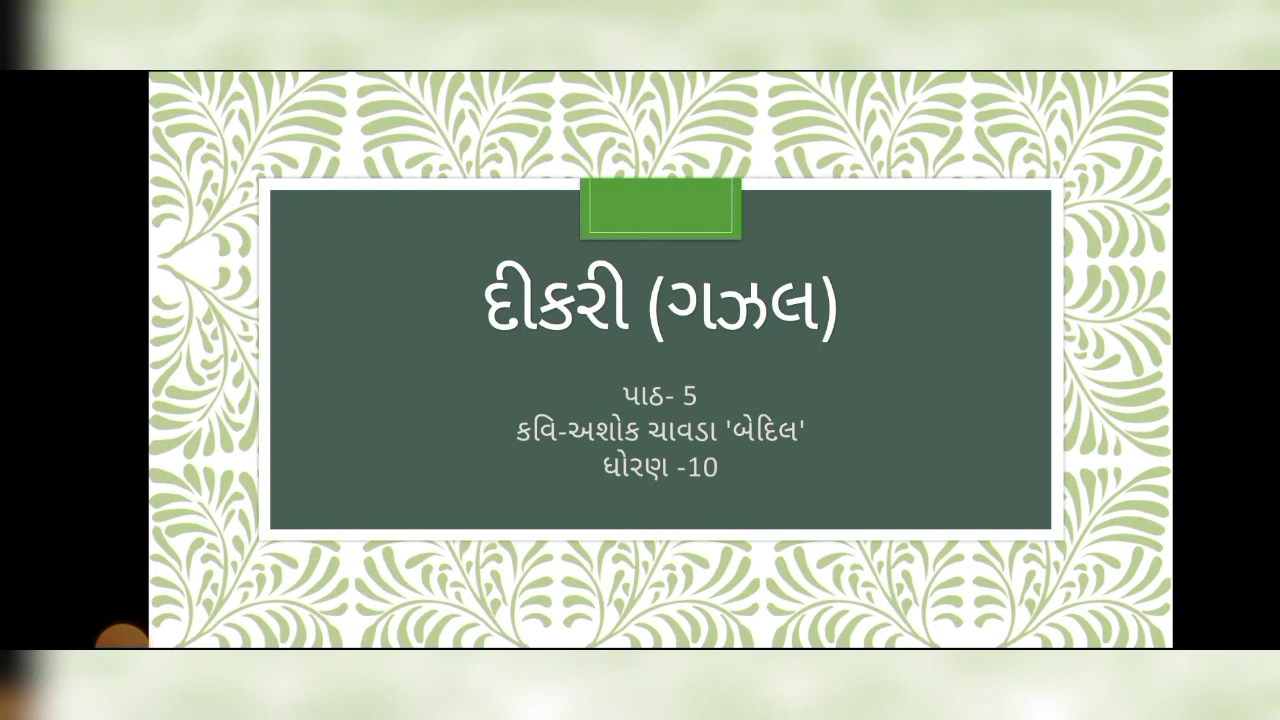 દીકરી (ગઝલ)
પાઠ- 5
કવિ-અશોક ચાવડા 'બેદિલ'
ધોરણ -10